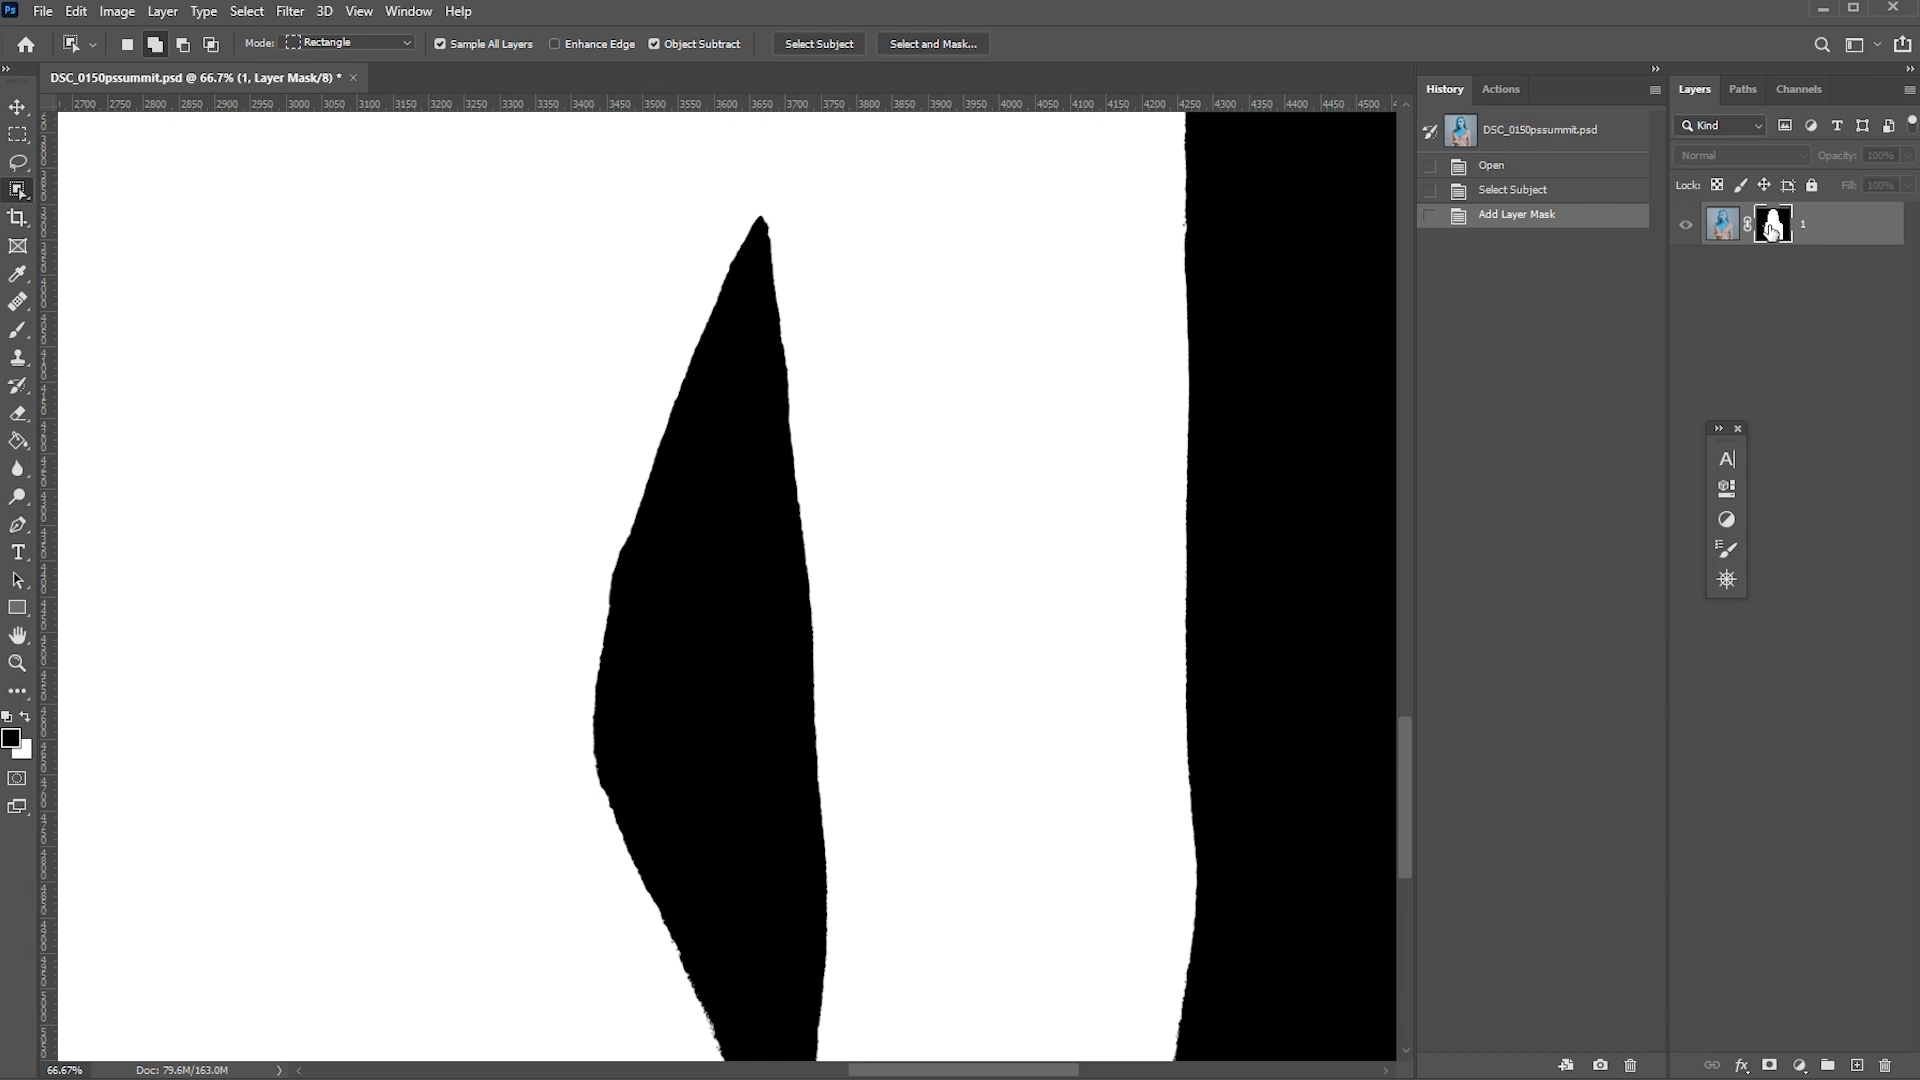 Ps File Edit Image Layer Type Select Filter 3D View Window Help
Mode: Rectangle Sample All Layers Enhance Edge Object Subtract Select Subject Select and Mask...
DSC_0150pssummit.psd @ 66.7% (1, Layer Mask/8) *
2700 2750 2800 2850 2900 2950 3000 3050 3100 3150 3200 3250 3300 3350 3400 3450 3500 3550 3600 3650 3700 3750 3800 3850 3900 3950 4000 4050 4100 4150 4200 4250 4300 4350 4400 4450 4500
History Actions
DSC_0150pssummit.psd
Open
Select Subject
Add Layer Mask
Layers Paths Channels
Kind
Normal Opacity: 100%
Lock: Fill: 100%
1
66.67% Doc: 79.6M/163.0M